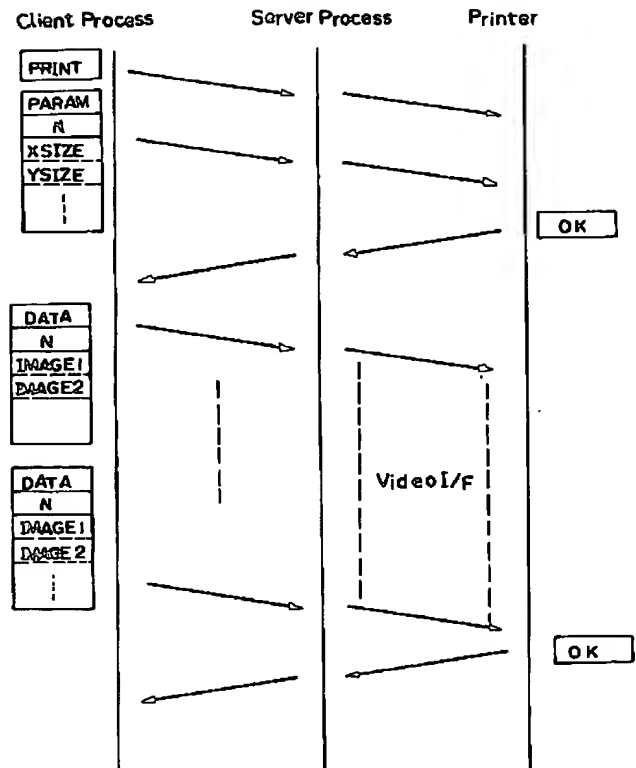 Client Process Server Process Printer
PRINT
PARAM
N
XSIZE
YSIZE
OK
DATA
N
IMAGE1
IMAGE2
Video I/F
DATA
N
IMAGE1
IMAGE2
OK